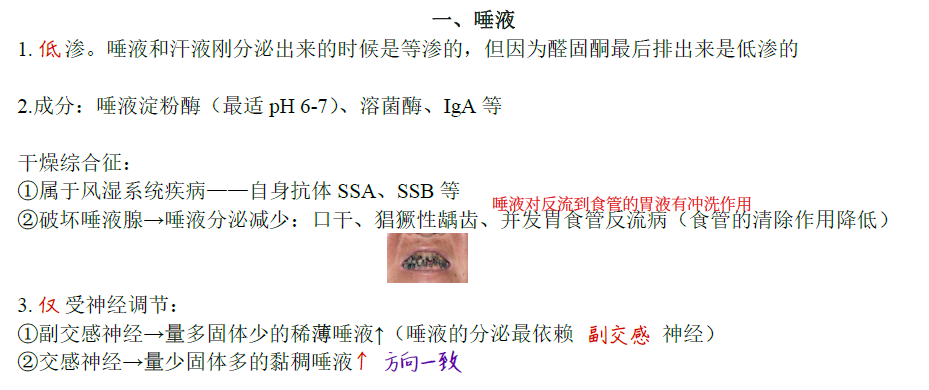 一、唾液
1. 低渗。唾液和汗液刚分泌出来的时候是等渗的，但因为醛固酮最后排出来是低渗的
2.成分：唾液淀粉酶（最适 pH 6-7）、溶菌酶、IgA 等
干燥综合征：
①属于风湿系统疾病——自身抗体 SSA、SSB 等
唾液对反流到食管的胃液有冲洗作用
②破坏唾液腺→唾液分泌减少：口干、猖獗性龋齿、并发胃食管反流病（食管的清除作用降低）
3. 仅受神经调节：
①副交感神经→量多固体少的稀薄唾液↑（唾液的分泌最依赖 副交感 神经）
②交感神经→量少固体多的黏稠唾液↑ 方向一致